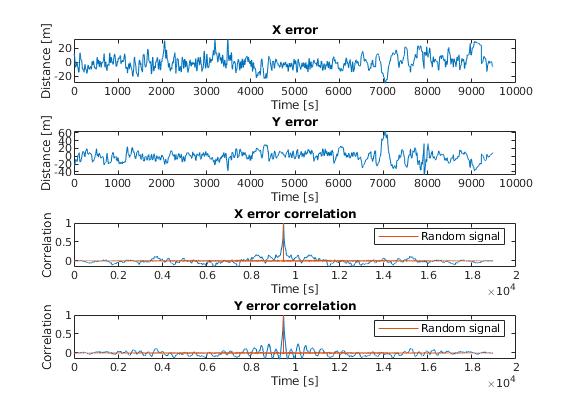 X error
Distance [m]
20
0
-20
0 1000 2000 3000 4000 5000 6000 7000 8000 9000 10000
Time [s]
Y error
Distance [m]
60
40
20
0
-20
-40
0 1000 2000 3000 4000 5000 6000 7000 8000 9000 10000
Time [s]
X error correlation
Correlation
1
0.5
0
Random signal
0 0.2 0.4 0.6 0.8 1 1.2 1.4 1.6 1.8 2
Time [s]
×10⁴
Y error correlation
Correlation
1
0.5
0
Random signal
0 0.2 0.4 0.6 0.8 1 1.2 1.4 1.6 1.8 2
Time [s]
×10⁴